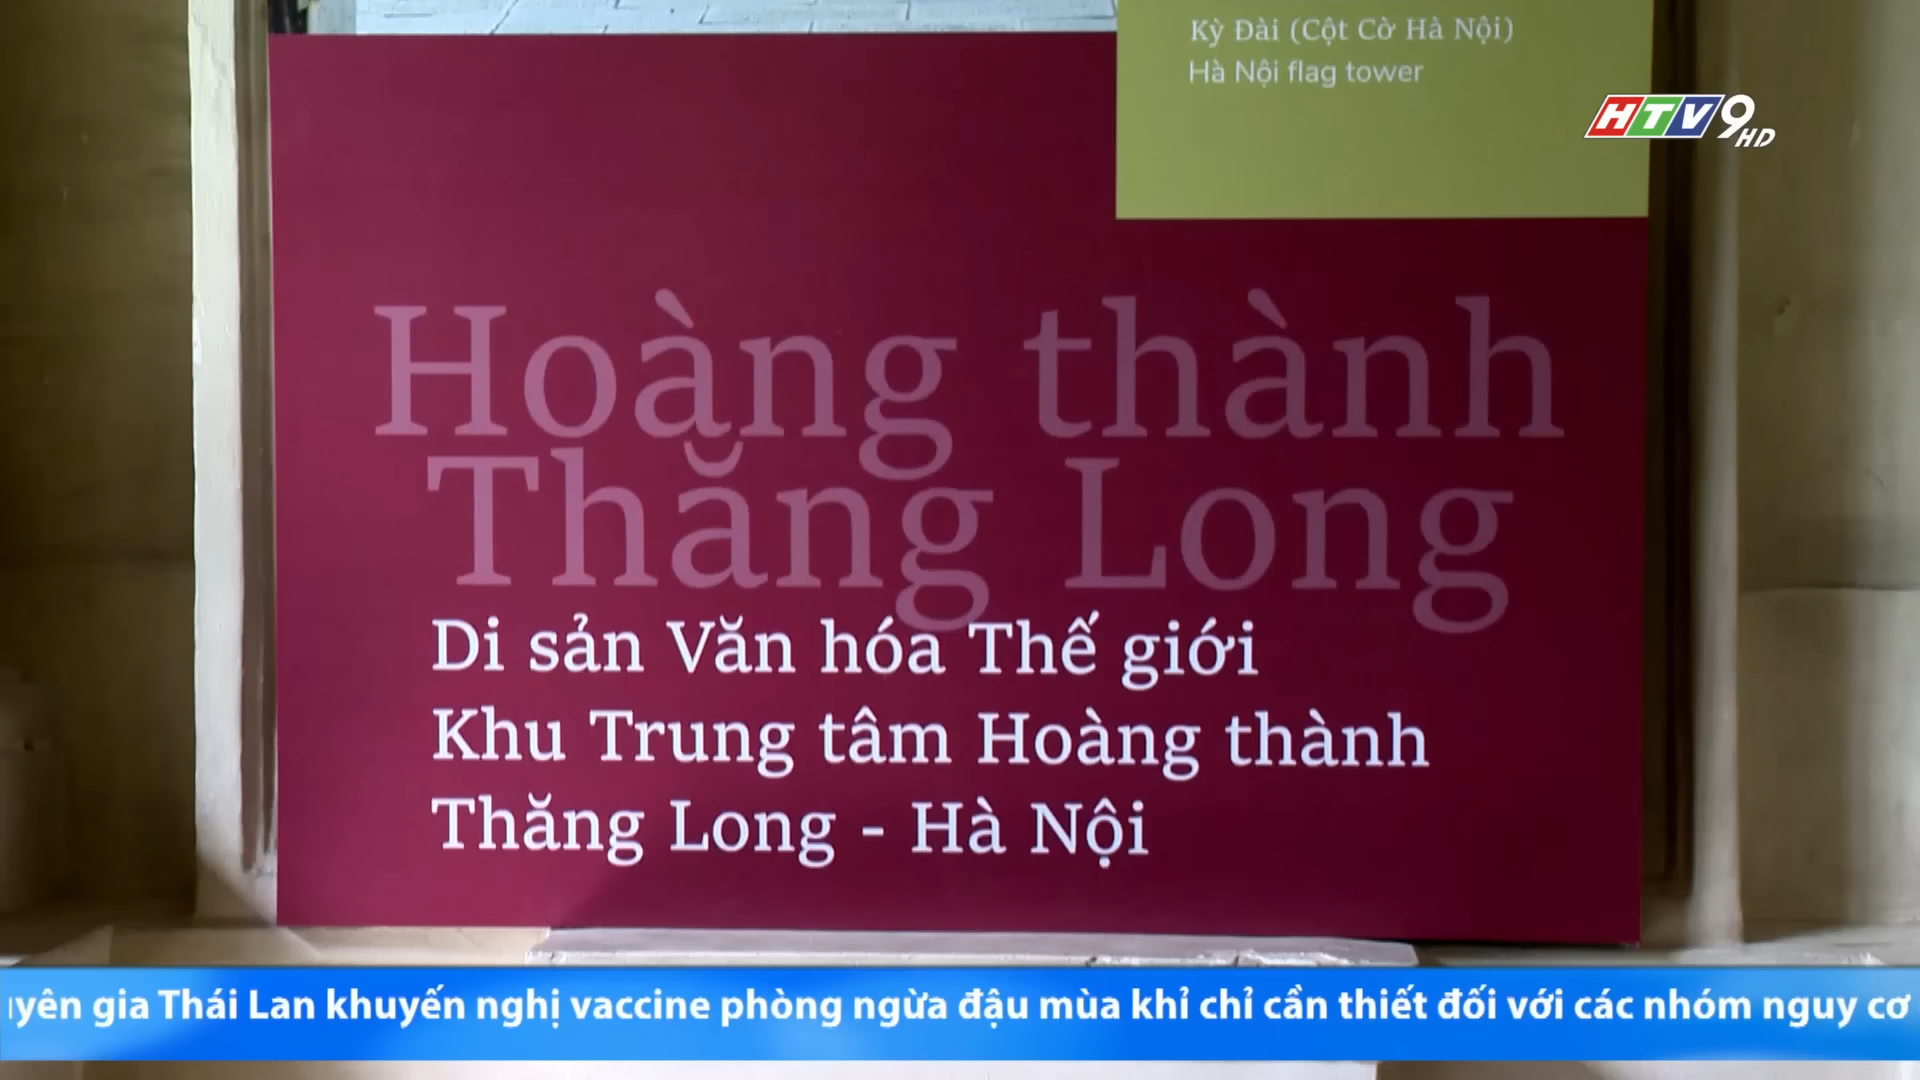 Kỳ Đài (Cột Cờ Hà Nội)
Hà Nội flag tower
HTV9 HD
Hoàng thành
Thăng Long
Di sản Văn hóa Thế giới
Khu Trung tâm Hoàng thành
Thăng Long - Hà Nội
gia Thái Lan khuyến nghị vaccine phòng ngừa đậu mùa khỉ chỉ cần thiết đối với các nhóm nguy cơ